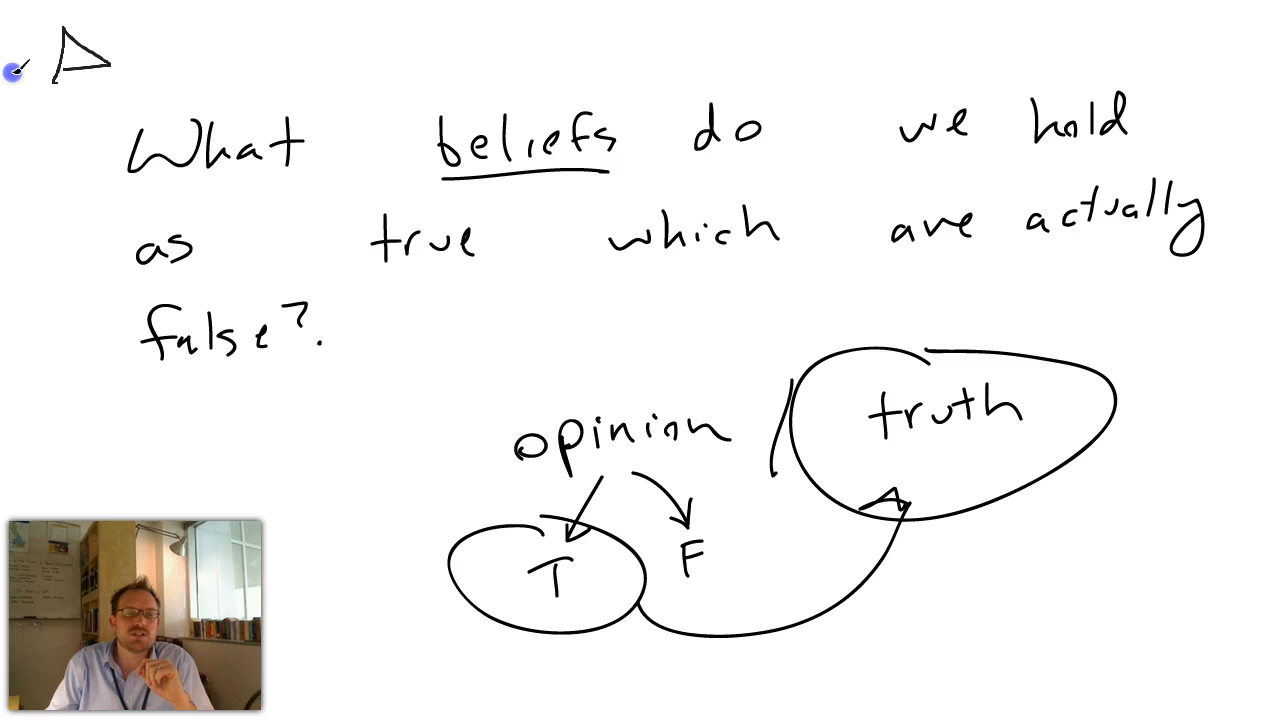 What beliefs do we hold
as true which are actually
false?.
opinion / truth
T F